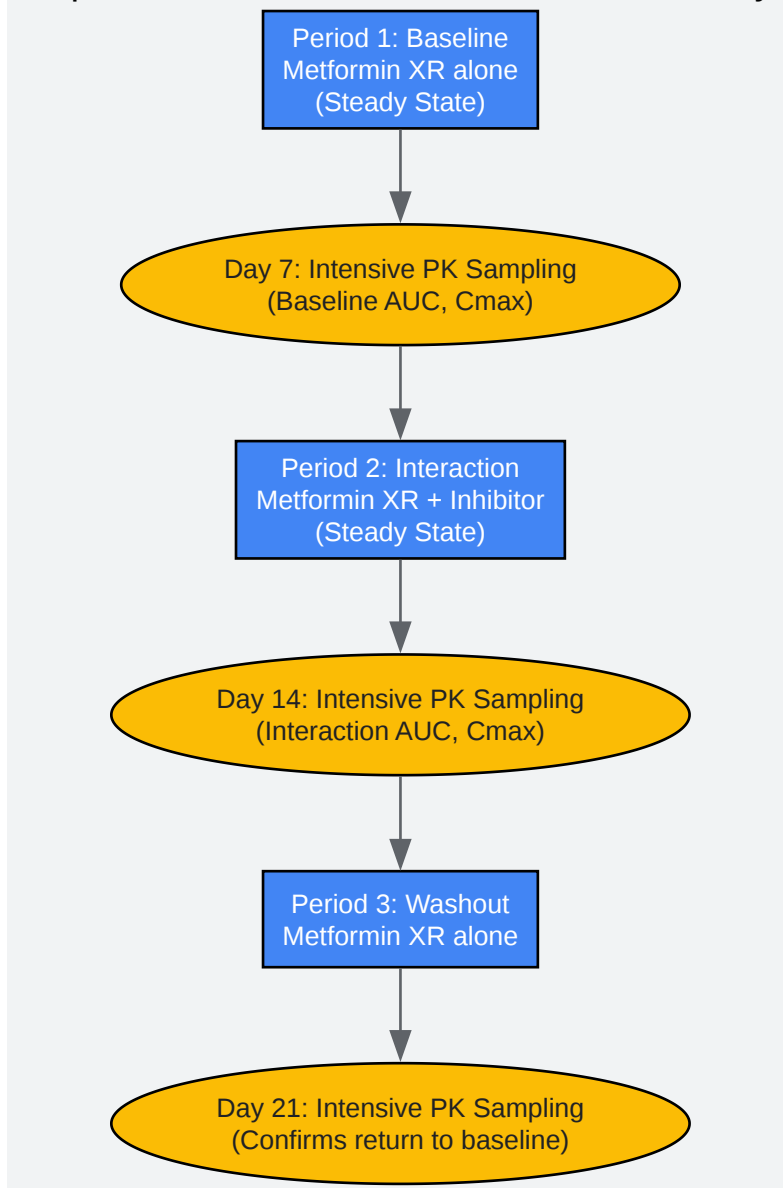 Period 1: Baseline
Metformin XR alone
(Steady State)
Day 7: Intensive PK Sampling
(Baseline AUC, Cmax)
Period 2: Interaction
Metformin XR + Inhibitor
(Steady State)
Day 14: Intensive PK Sampling
(Interaction AUC, Cmax)
Period 3: Washout
Metformin XR alone
Day 21: Intensive PK Sampling
(Confirms return to baseline)